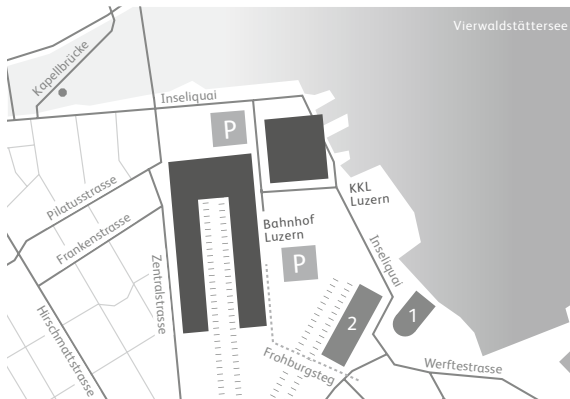 Vierwaldstättersee
Kapellbrücke
Inseliquai
P
Pilatusstrasse
KKL
Luzern
Frankenstrasse
Bahnhof
Luzern
P
Inseliquai
Zentralstrasse
Hirschmattstrasse
1
2
Frohburgsteg
Werftestrasse